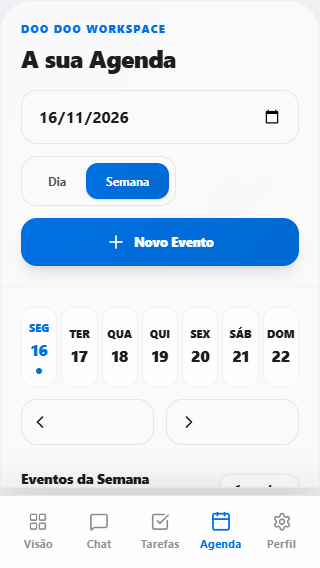 DOO DOO WORKSPACE
A sua Agenda
16/11/2026
Dia Semana
Novo Evento
SEG TER QUA QUI SEX SÁB DOM
16 17 18 19 20 21 22
Eventos da Semana
Visão Chat Tarefas Agenda Perfil